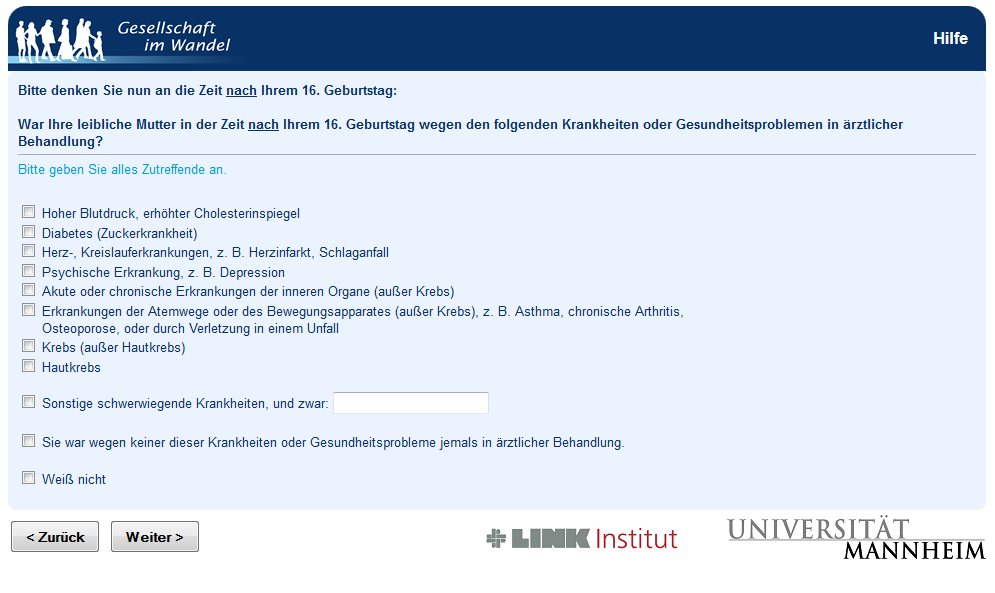 Gesellschaft
im Wandel
Hilfe
Bitte denken Sie nun an die Zeit nach Ihrem 16. Geburtstag:
War Ihre leibliche Mutter in der Zeit nach Ihrem 16. Geburtstag wegen den folgenden Krankheiten oder Gesundheitsproblemen in ärztlicher
Behandlung?
Bitte geben Sie alles Zutreffende an.
Hoher Blutdruck, erhöhter Cholesterinspiegel
Diabetes (Zuckerkrankheit)
Herz-, Kreislauferkrankungen, z. B. Herzinfarkt, Schlaganfall
Psychische Erkrankung, z. B. Depression
Akute oder chronische Erkrankungen der inneren Organe (außer Krebs)
Erkrankungen der Atemwege oder des Bewegungsapparates (außer Krebs), z. B. Asthma, chronische Arthritis,
Osteoporose, oder durch Verletzung in einem Unfall
Krebs (außer Hautkrebs)
Hautkrebs
Sonstige schwerwiegende Krankheiten, und zwar:
Sie war wegen keiner dieser Krankheiten oder Gesundheitsprobleme jemals in ärztlicher Behandlung.
Weiß nicht
< Zurück
Weiter >
LINK Institut
UNIVERSITÄT
MANNHEIM